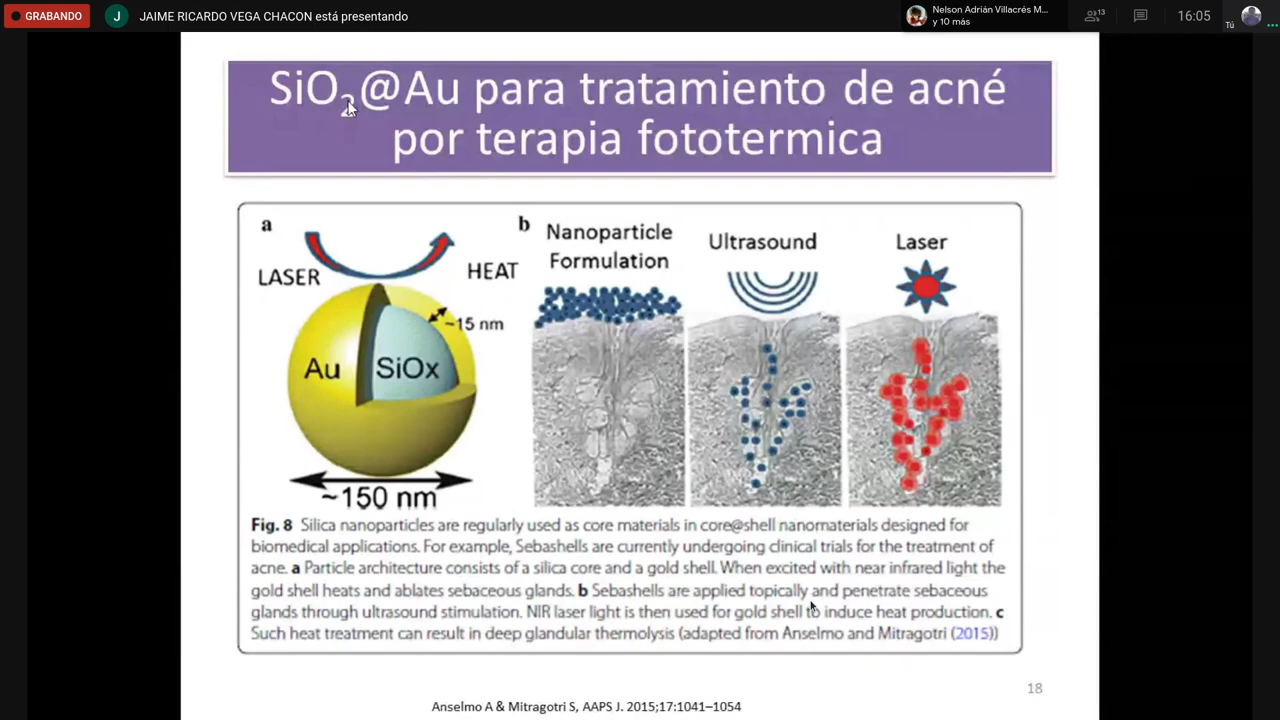 GRABANDO
J
JAIME RICARDO VEGA CHACON está presentando
Nelson Adrián Villacrés M...
y 10 más
13
16:05
Tú
SiO2@Au para tratamiento de acné
por terapia fototermica
a
LASER
HEAT
~15 nm
Au
SiOx
~150 nm
b
Nanoparticle
Formulation
Ultrasound
Laser
Fig. 8 Silica nanoparticles are regularly used as core materials in core@shell nanomaterials designed for
biomedical applications. For example, Sebashells are currently undergoing clinical trials for the treatment of
acne. a Particle architecture consists of a silica core and a gold shell. When excited with near infrared light the
gold shell heats and ablates sebaceous glands. b Sebashells are applied topically and penetrate sebaceous
glands through ultrasound stimulation. NIR laser light is then used for gold shell to induce heat production. c
Such heat treatment can result in deep glandular thermolysis (adapted from Anselmo and Mitragotri (2015))
18
Anselmo A & Mitragotri S, AAPS J. 2015;17:1041–1054